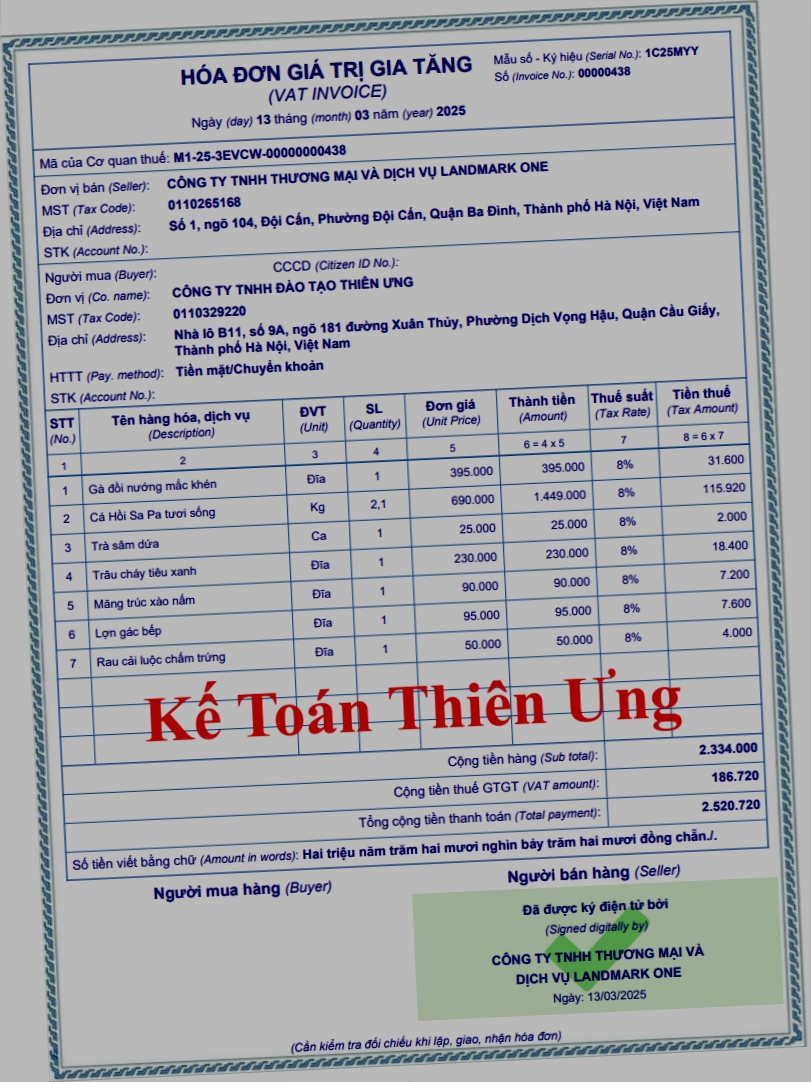 HÓA ĐƠN GIÁ TRỊ GIA TĂNG
(VAT INVOICE)
Ngày (day) 13 tháng (month) 03 năm (year) 2025
Mẫu số - Ký hiệu (Serial No.): 1C25MYY
Số (Invoice No.): 00000438
Mã của Cơ quan thuế: M1-25-3EVCW-00000000438
Đơn vị bán (Seller): CÔNG TY TNHH THƯƠNG MẠI VÀ DỊCH VỤ LANDMARK ONE
MST (Tax Code): 0110265168
Địa chỉ (Address): Số 1, ngõ 104, Đội Cấn, Phường Đội Cấn, Quận Ba Đình, Thành phố Hà Nội, Việt Nam
STK (Account No.):
Người mua (Buyer): CCCD (Citizen ID No.):
Đơn vị (Co. name): CÔNG TY TNHH ĐÀO TẠO THIÊN ƯNG
MST (Tax Code): 0110329220
Địa chỉ (Address): Nhà lô B11, số 9A, ngõ 181 đường Xuân Thủy, Phường Dịch Vọng Hậu, Quận Cầu Giấy,
Thành phố Hà Nội, Việt Nam
HTTT (Pay. method): Tiền mặt/Chuyển khoản
STK (Account No.):
STT Tên hàng hóa, dịch vụ ĐVT SL Đơn giá Thành tiền Thuế suất Tiền thuế
(No.) (Description) (Unit) (Quantity) (Unit Price) (Amount) (Tax Rate) (Tax Amount)
1 2 3 4 5 6 = 4 x 5 7 8 = 6 x 7
1 Gà đồi nướng mắc khén Đĩa 1 395.000 395.000 8% 31.600
2 Cá Hồi Sa Pa tươi sống Kg 2,1 690.000 1.449.000 8% 115.920
3 Trà sâm dứa Ca 1 25.000 25.000 8% 2.000
4 Trâu cháy tiêu xanh Đĩa 1 230.000 230.000 8% 18.400
5 Măng trúc xào nấm Đĩa 1 90.000 90.000 8% 7.200
6 Lợn gác bếp Đĩa 1 95.000 95.000 8% 7.600
7 Rau cải luộc chấm trứng Đĩa 1 50.000 50.000 8% 4.000
Kế Toán Thiên Ưng
Cộng tiền hàng (Sub total): 2.334.000
Cộng tiền thuế GTGT (VAT amount): 186.720
Tổng cộng tiền thanh toán (Total payment): 2.520.720
Số tiền viết bằng chữ (Amount in words): Hai triệu năm trăm hai mươi nghìn bảy trăm hai mươi đồng chẵn./.
Người mua hàng (Buyer)
Người bán hàng (Seller)
Đã được ký điện tử bởi
(Signed digitally by)
CÔNG TY TNHH THƯƠNG MẠI VÀ
DỊCH VỤ LANDMARK ONE
Ngày: 13/03/2025
(Cần kiểm tra đối chiếu khi lập, giao, nhận hóa đơn)